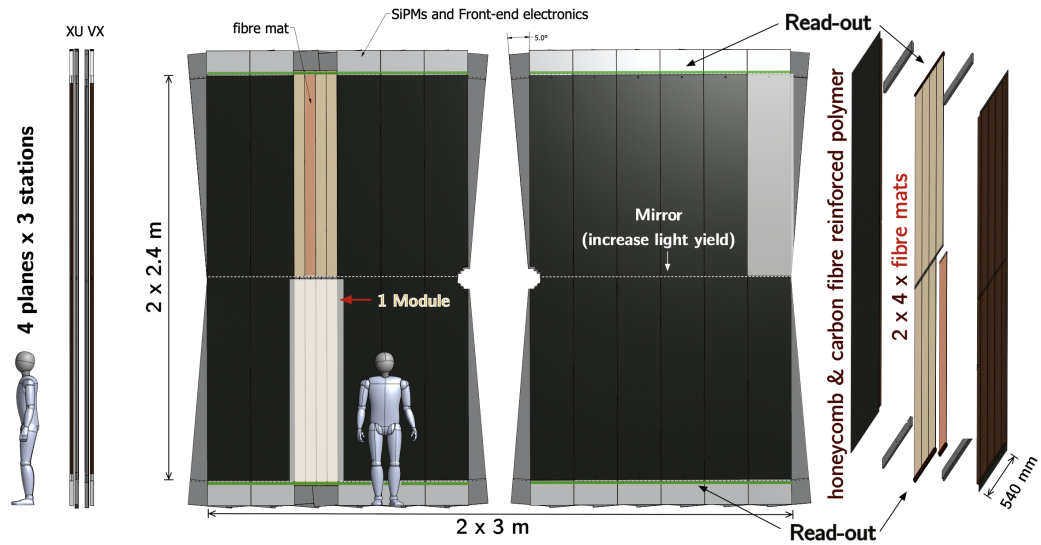 XU VX
4 planes x 3 stations
fibre mat
SiPMs and Front-end electronics
5.0°
2 x 2.4 m
1 Module
Mirror
(increase light yield)
2 x 3 m
Read-out
Read-out
honeycomb & carbon fibre reinforced polymer
2 x 4 x fibre mats
540 mm